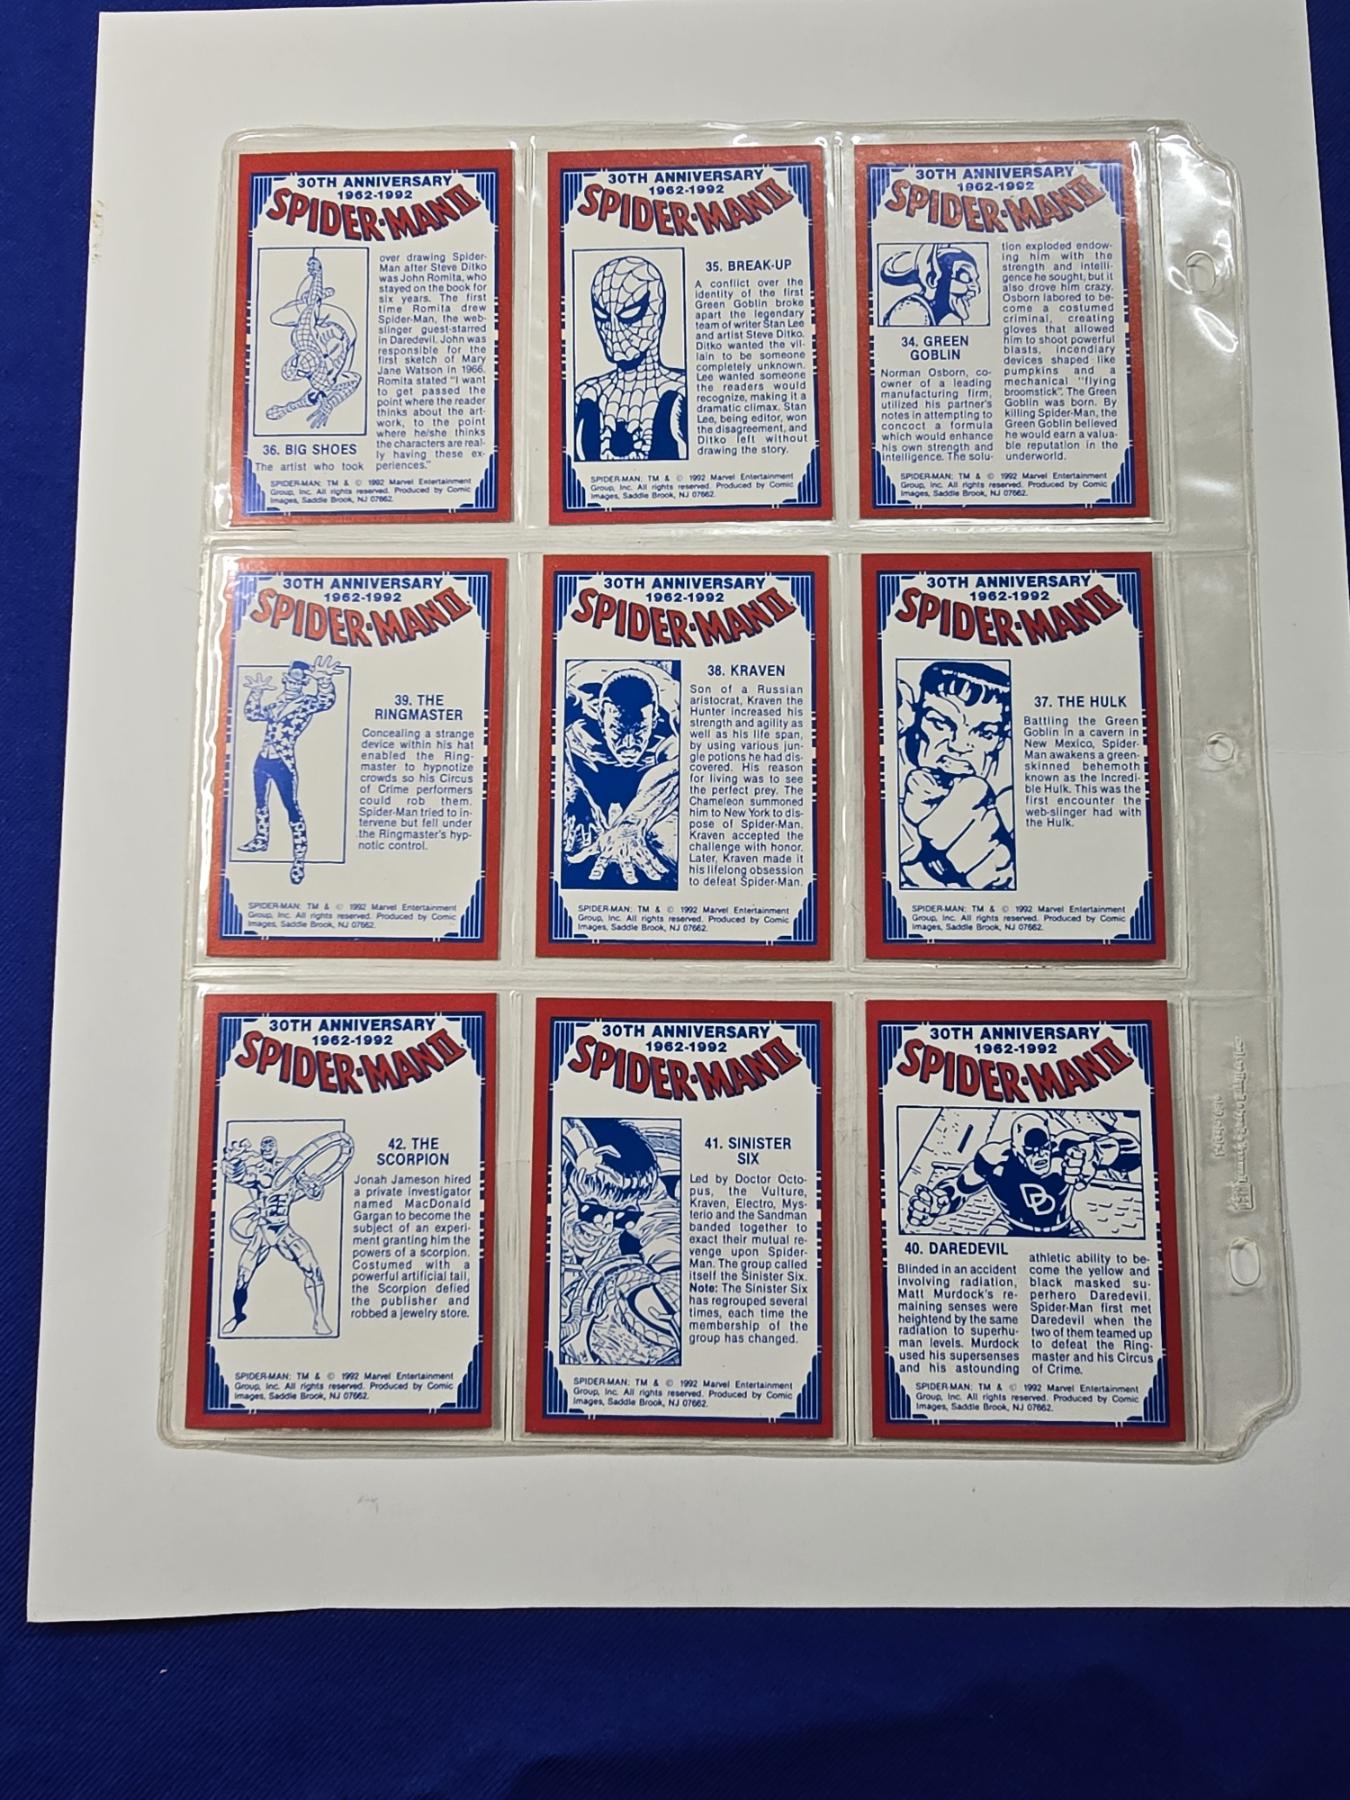 30TH ANNIVERSARY
1962-1992
SPIDER-MAN II
over drawing Spider-
Man after Steve Ditko
was John Romita, who
stayed on the book for
six years. The first
time Romita drew
Spider-Man, the web-
slinger guest-starred
in Daredevil. John was
responsible for the
first sketch of Mary
Jane Watson in 1966.
Romita stated "I want
to get passed the
point where the reader
thinks about the art-
work, to the point
where he/she thinks
the characters are real-
ly having these ex-
periences."
36. BIG SHOES
The artist who took
SPIDER-MAN: TM & © 1992 Marvel Entertainment
Group, Inc. All rights reserved. Produced by Comic
Images, Saddle Brook, NJ 07662.
30TH ANNIVERSARY
1962-1992
SPIDER-MAN II
35. BREAK-UP
A conflict over the
identity of the first
Green Goblin broke
apart the legendary
team of writer Stan Lee
and artist Steve Ditko.
Ditko wanted the vil-
lain to be someone
completely unknown.
Lee wanted someone
the readers would
recognize, making it a
dramatic climax. Stan
Lee, being editor, won
the disagreement, and
Ditko left without
drawing the story.
SPIDER-MAN: TM & © 1992 Marvel Entertainment
Group, Inc. All rights reserved. Produced by Comic
Images, Saddle Brook, NJ 07662.
30TH ANNIVERSARY
1962-1992
SPIDER-MAN II
34. GREEN
GOBLIN
Norman Osborn, co-
owner of a leading
manufacturing firm,
utilized his partner's
notes in attempting to
concoct a formula
which would enhance
his own strength and
intelligence. The solu-
tion exploded endow-
ing him with the
strength and intelli-
gence he sought, but it
also drove him crazy.
Osborn labored to be-
come a costumed
criminal, creating
gloves that allowed
him to shoot powerful
blasts, incendiary
devices shaped like
pumpkins and a
mechanical "flying
broomstick". The Green
Goblin was born. By
killing Spider-Man, the
Green Goblin believed
he would earn a valua-
ble reputation in the
underworld.
SPIDER-MAN: TM & © 1992 Marvel Entertainment
Group, Inc. All rights reserved. Produced by Comic
Images, Saddle Brook, NJ 07662.
30TH ANNIVERSARY
1962-1992
SPIDER-MAN II
39. THE
RINGMASTER
Concealing a strange
device within his hat
enabled the Ring-
master to hypnotize
crowds so his Circus
of Crime performers
could rob them.
Spider-Man tried to in-
tervene but fell under
the Ringmaster's hyp-
notic control.
SPIDER-MAN: TM & © 1992 Marvel Entertainment
Group, Inc. All rights reserved. Produced by Comic
Images, Saddle Brook, NJ 07662.
30TH ANNIVERSARY
1962-1992
SPIDER-MAN II
38. KRAVEN
Son of a Russian
aristocrat, Kraven the
Hunter increased his
strength and agility as
well as his life span,
by using various jun-
gle potions he had dis-
covered. His reason
for living was to see
the perfect prey. The
Chameleon summoned
him to New York to dis-
pose of Spider-Man.
Kraven accepted the
challenge with honor.
Later, Kraven made it
his lifelong obsession
to defeat Spider-Man.
SPIDER-MAN: TM & © 1992 Marvel Entertainment
Group, Inc. All rights reserved. Produced by Comic
Images, Saddle Brook, NJ 07662.
30TH ANNIVERSARY
1962-1992
SPIDER-MAN II
37. THE HULK
Battling the Green
Goblin in a cavern in
New Mexico, Spider-
Man awakens a green-
skinned behemoth
known as the Incredi-
ble Hulk. This was the
first encounter the
web-slinger had with
the Hulk.
SPIDER-MAN: TM & © 1992 Marvel Entertainment
Group, Inc. All rights reserved. Produced by Comic
Images, Saddle Brook, NJ 07662.
30TH ANNIVERSARY
1962-1992
SPIDER-MAN II
42. THE
SCORPION
Jonah Jameson hired
a private investigator
named MacDonald
Gargan to become the
subject of an experi-
ment granting him the
powers of a scorpion.
Costumed with a
powerful artificial tail,
the Scorpion defied
the publisher and
robbed a jewelry store.
SPIDER-MAN: TM & © 1992 Marvel Entertainment
Group, Inc. All rights reserved. Produced by Comic
Images, Saddle Brook, NJ 07662.
30TH ANNIVERSARY
1962-1992
SPIDER-MAN II
41. SINISTER
SIX
Led by Doctor Octo-
pus, the Vulture,
Kraven, Electro, Mys-
terio and the Sandman
banded together to
exact their mutual re-
venge upon Spider-
Man. The group called
itself the Sinister Six.
Note: The Sinister Six
has regrouped several
times, each time the
membership of the
group has changed.
SPIDER-MAN: TM & © 1992 Marvel Entertainment
Group, Inc. All rights reserved. Produced by Comic
Images, Saddle Brook, NJ 07662.
30TH ANNIVERSARY
1962-1992
SPIDER-MAN II
DD
40. DAREDEVIL
Blinded in an accident
involving radiation,
Matt Murdock's re-
maining senses were
heightend by the same
radiation to superhu-
man levels. Murdock
used his supersenses
and his astounding
athletic ability to be-
come the yellow and
black masked su-
perhero Daredevil.
Spider-Man first met
Daredevil when the
two of them teamed up
to defeat the Ring-
master and his Circus
of Crime.
SPIDER-MAN: TM & © 1992 Marvel Entertainment
Group, Inc. All rights reserved. Produced by Comic
Images, Saddle Brook, NJ 07662.